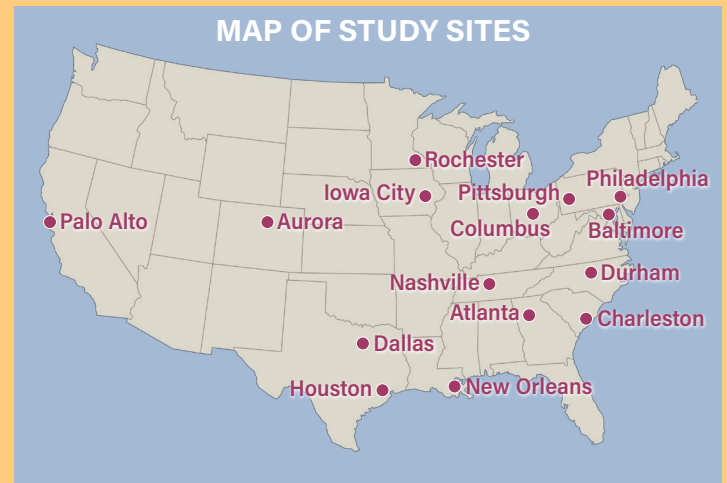 MAP OF STUDY SITES
Rochester
Iowa City
Pittsburgh
Philadelphia
Palo Alto
Aurora
Columbus
Baltimore
Nashville
Durham
Atlanta
Charleston
Dallas
Houston
New Orleans